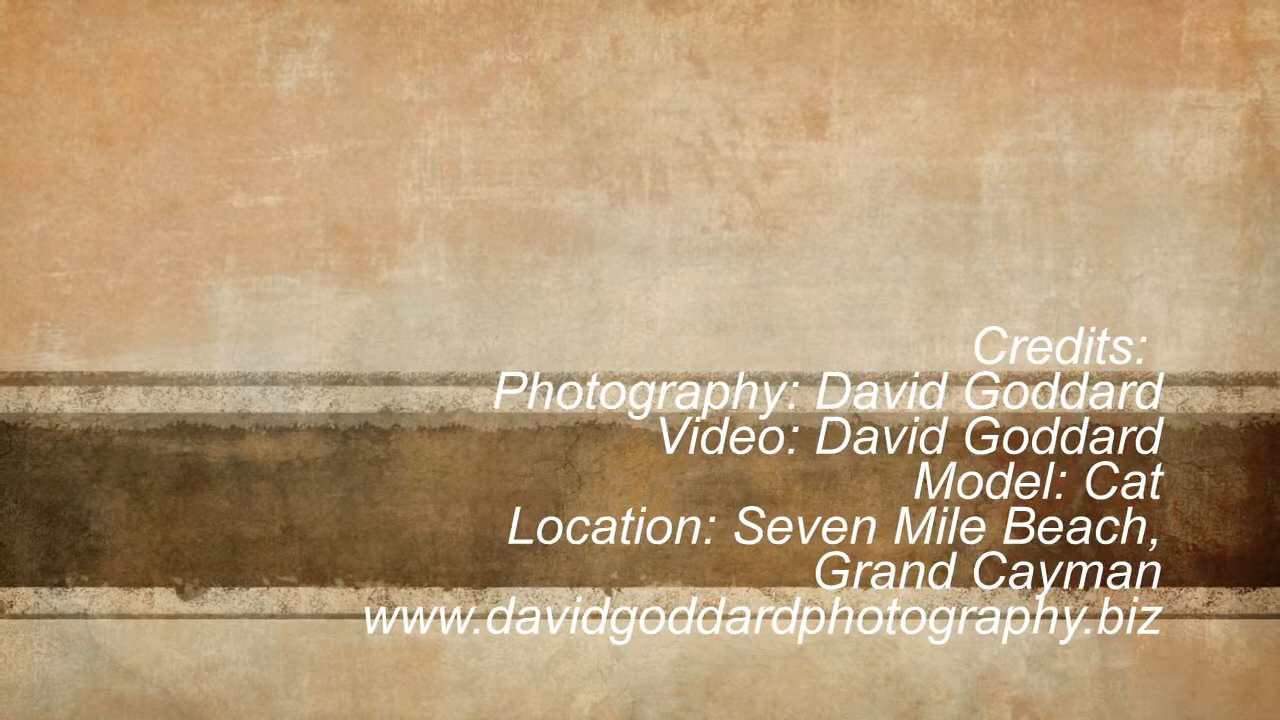 Credits:
Photography: David Goddard
Video: David Goddard
Model: Cat
Location: Seven Mile Beach,
Grand Cayman
www.davidgoddardphotography.biz